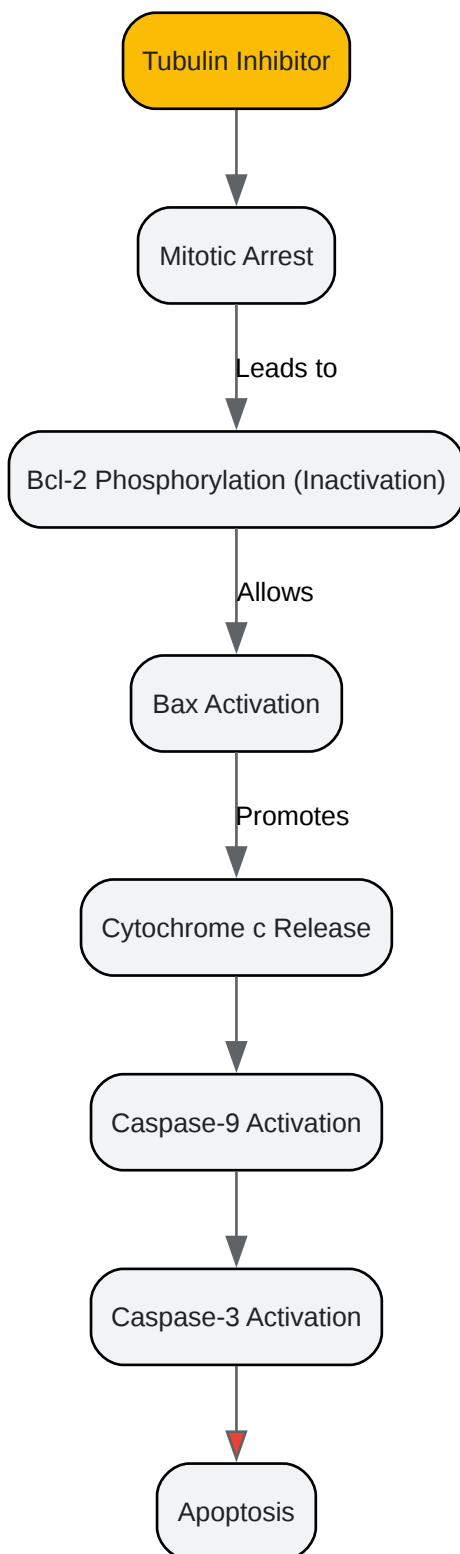 Tubulin Inhibitor
Mitotic Arrest
Leads to
Bcl-2 Phosphorylation (Inactivation)
Allows
Bax Activation
Promotes
Cytochrome c Release
Caspase-9 Activation
Caspase-3 Activation
Apoptosis